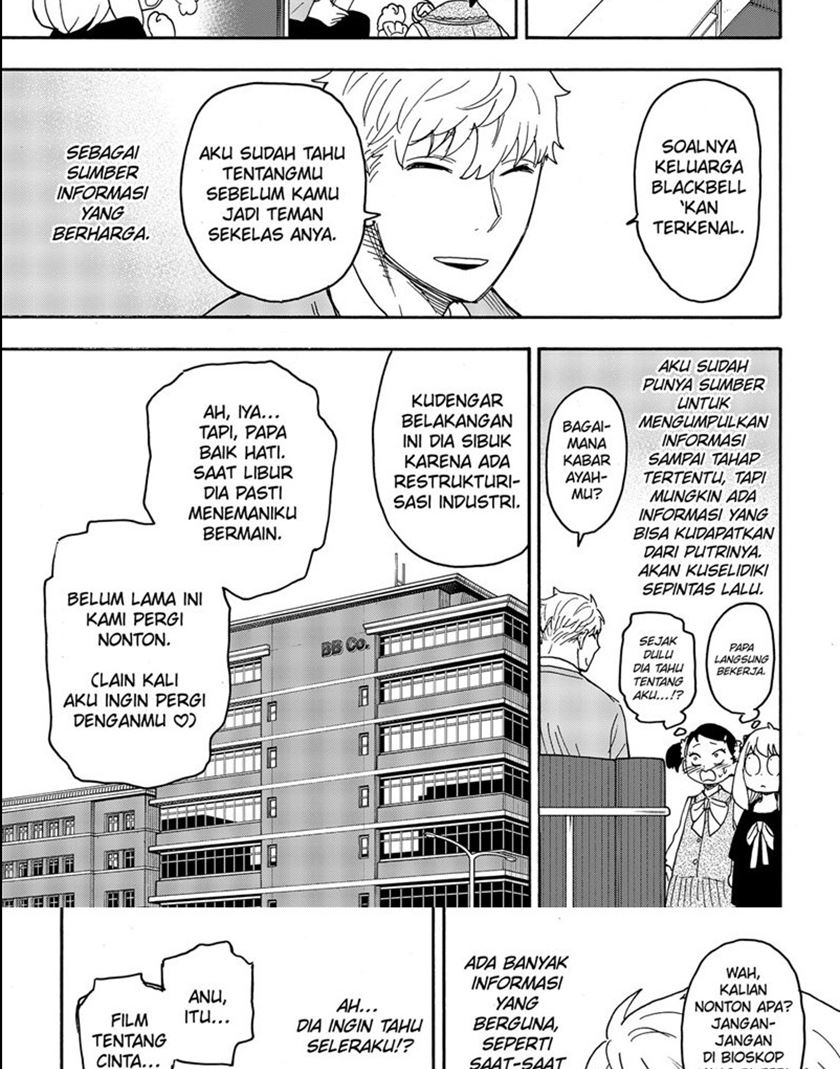 SOALNYA
KELUARGA
BLACKBELL
'KAN
TERKENAL.
AKU SUDAH TAHU
TENTANGMU
SEBELUM KAMU
JADI TEMAN
SEKELAS ANYA.
SEBAGAI
SUMBER
INFORMASI
YANG
BERHARGA.
AKU SUDAH
PUNYA SUMBER
UNTUK
MENGUMPULKAN
INFORMASI
SAMPAI TAHAP
TERTENTU, TAPI
MUNGKIN ADA
INFORMASI YANG
BISA KUDAPATKAN
DARI PUTRINYA.
AKAN KUSELIDIKI
SEPINTAS LALU.
BAGAI-
MANA
KABAR
AYAH-
MU?
PAPA
LANGSUNG
BEKERJA.
SEJAK
DULU
DIA TAHU
TENTANG
AKU...!?
KUDENGAR
BELAKANGAN
INI DIA SIBUK
KARENA ADA
RESTRUKTURI-
SASI INDUSTRI.
AH, IYA...
TAPI, PAPA
BAIK HATI.
SAAT LIBUR
DIA PASTI
MENEMANIKU
BERMAIN.
BELUM LAMA INI
KAMI PERGI
NONTON.
(LAIN KALI
AKU INGIN PERGI
DENGANMU ♡)
BB Co.
WAH,
KALIAN
NONTON APA?
JANGAN-
JANGAN
DI BIOSKOP
ADA BANYAK
INFORMASI
YANG
BERGUNA,
SEPERTI
SAAT-SAAT
AH...
DIA INGIN TAHU
SELERAKU!?
ANU,
ITU...
FILM
TENTANG
CINTA...